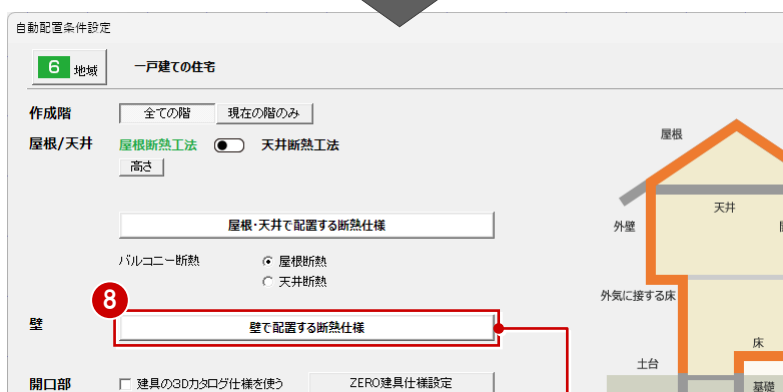 自動配置条件設定
6 地域 一戸建ての住宅
作成階 全ての階 現在の階のみ
屋根/天井 屋根断熱工法 天井断熱工法
高さ
屋根・天井で配置する断熱仕様
バルコニー断熱 屋根断熱
天井断熱
8
壁 壁で配置する断熱仕様
開口部 建具の3Dカタログ仕様を使う ZERO建具仕様設定
屋根
天井
外壁
外気に接する床
床
土台
基礎